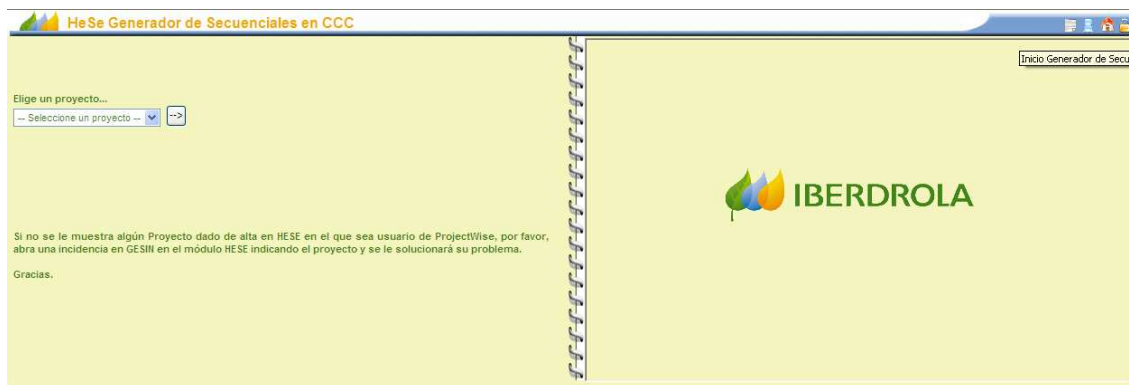 HeSe Generador de Secuenciales en CCC
Inicio Generador de Secu
Elige un proyecto...
-- Seleccione un proyecto --
-->
IBERDROLA
Si no se le muestra algún Proyecto dado de alta en HESE en el que sea usuario de ProjectWise, por favor,
abra una incidencia en GESIN en el módulo HESE indicando el proyecto y se le solucionará su problema.
Gracias.